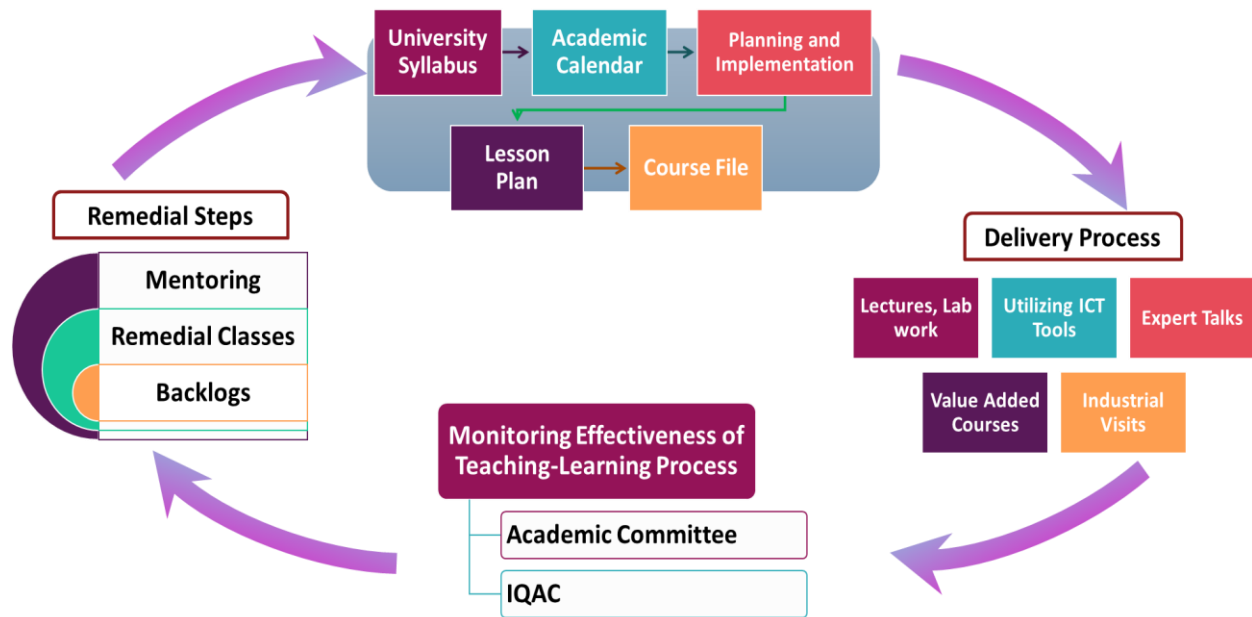 University
Syllabus
Academic
Calendar
Planning and
Implementation
Lesson
Plan
Course File
Delivery Process
Lectures, Lab
work
Utilizing ICT
Tools
Expert Talks
Value Added
Courses
Industrial
Visits
Monitoring Effectiveness of
Teaching-Learning Process
Academic Committee
IQAC
Remedial Steps
Mentoring
Remedial Classes
Backlogs